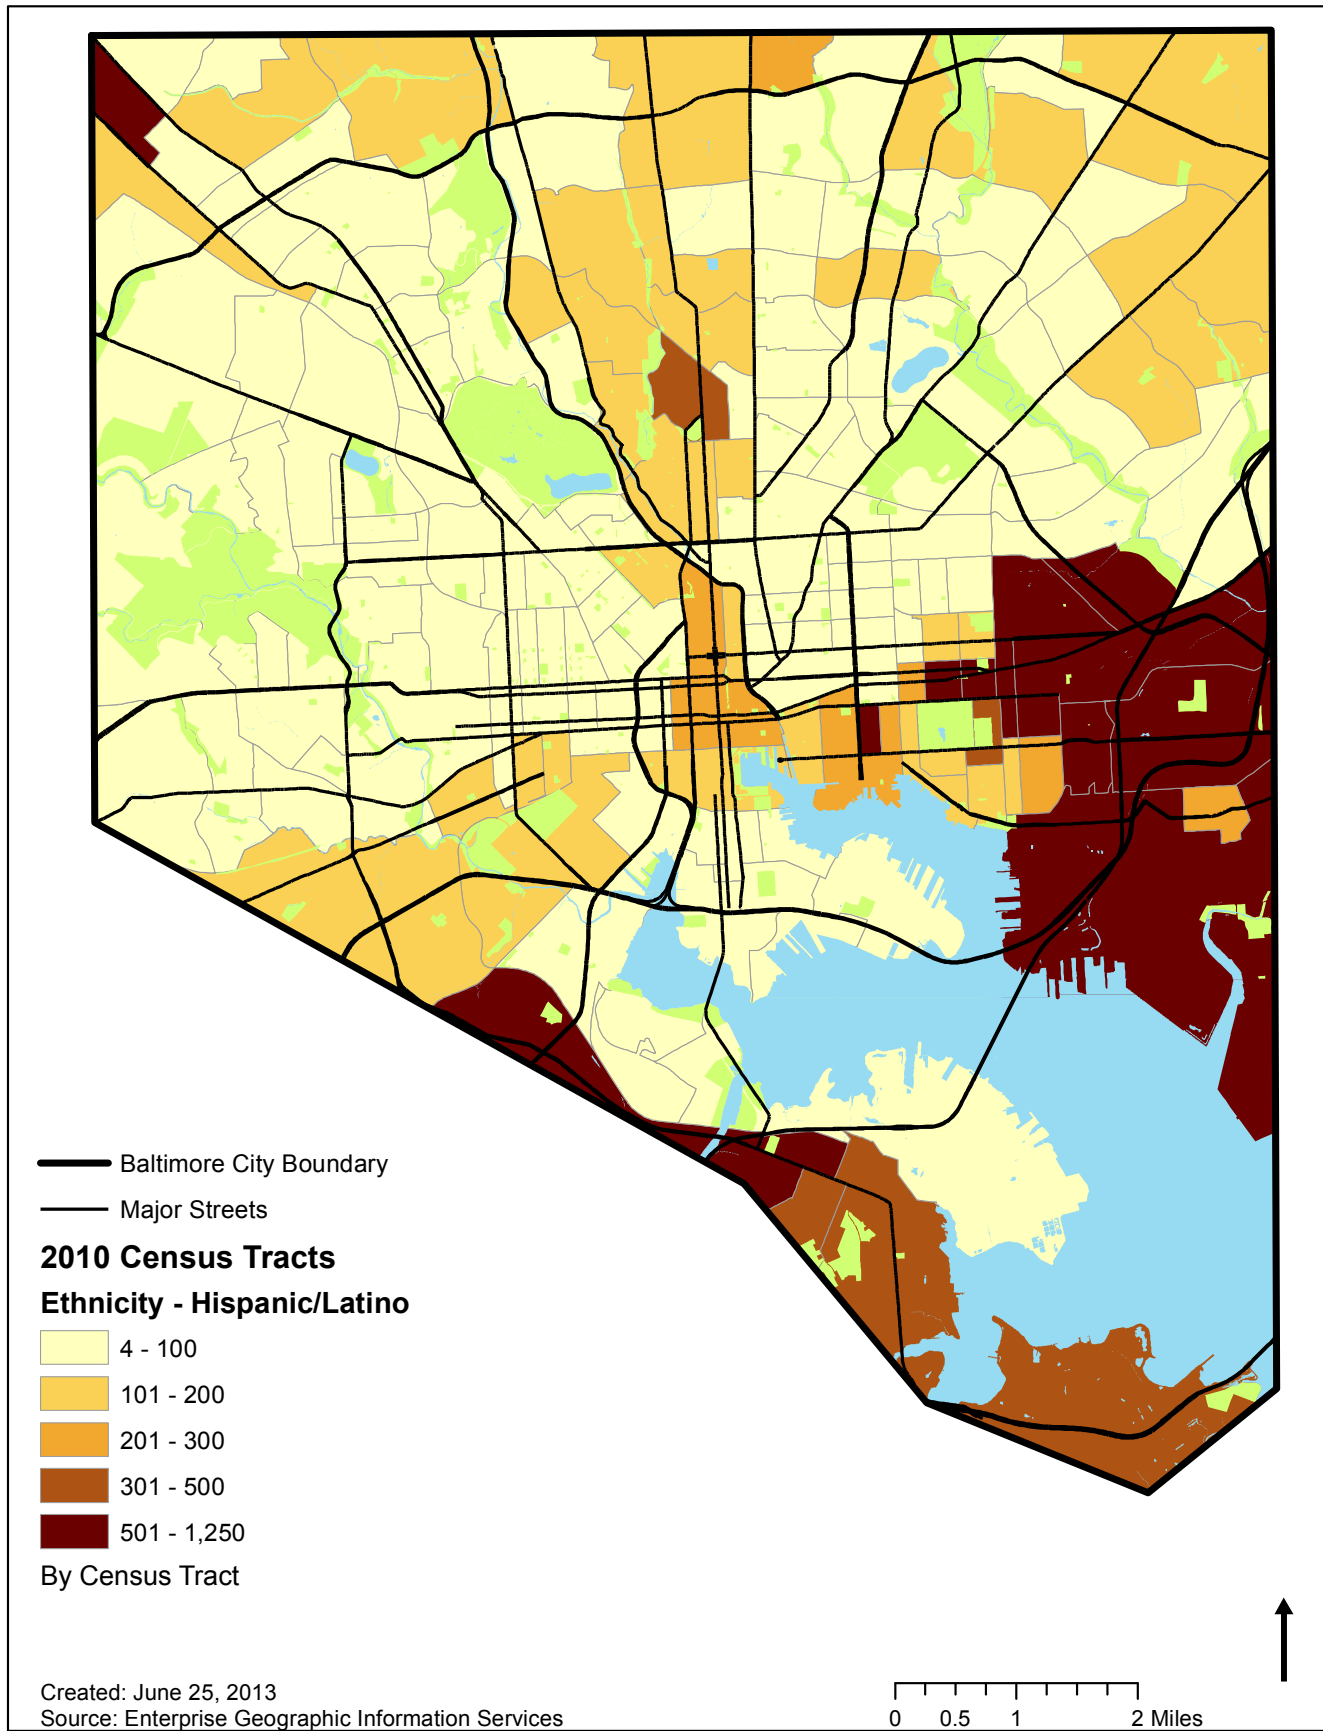 Baltimore City Boundary
Major Streets
2010 Census Tracts
Ethnicity - Hispanic/Latino
4 - 100
101 - 200
201 - 300
301 - 500
501 - 1,250
By Census Tract
Created: June 25, 2013
Source: Enterprise Geographic Information Services
0 0.5 1 2 Miles